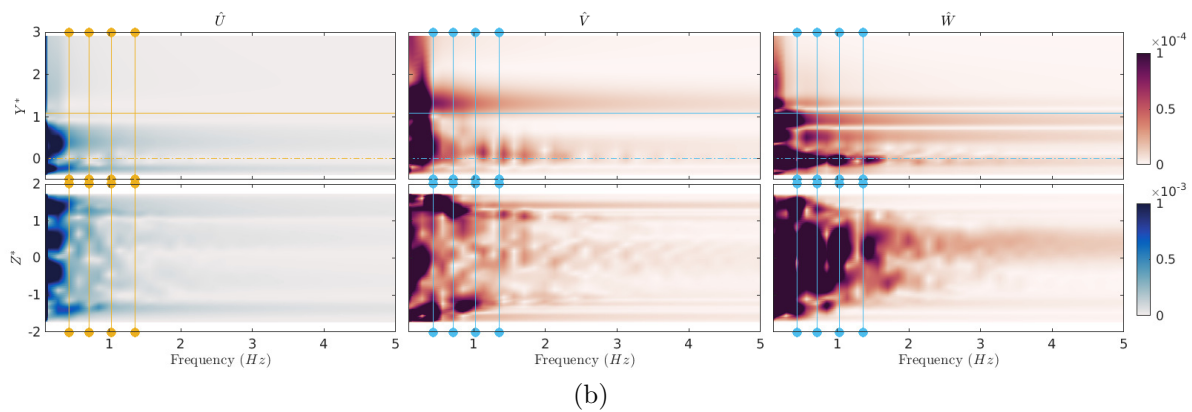 Û V̂ Ŵ
×10⁻⁴
3 1
2
Y⁺ 0.5
1
0 0
2 ×10⁻³
1 1
Z* 0 0.5
-1
-2 0
1 2 3 4 5 1 2 3 4 5 1 2 3 4 5
Frequency (Hz) Frequency (Hz) Frequency (Hz)
(b)